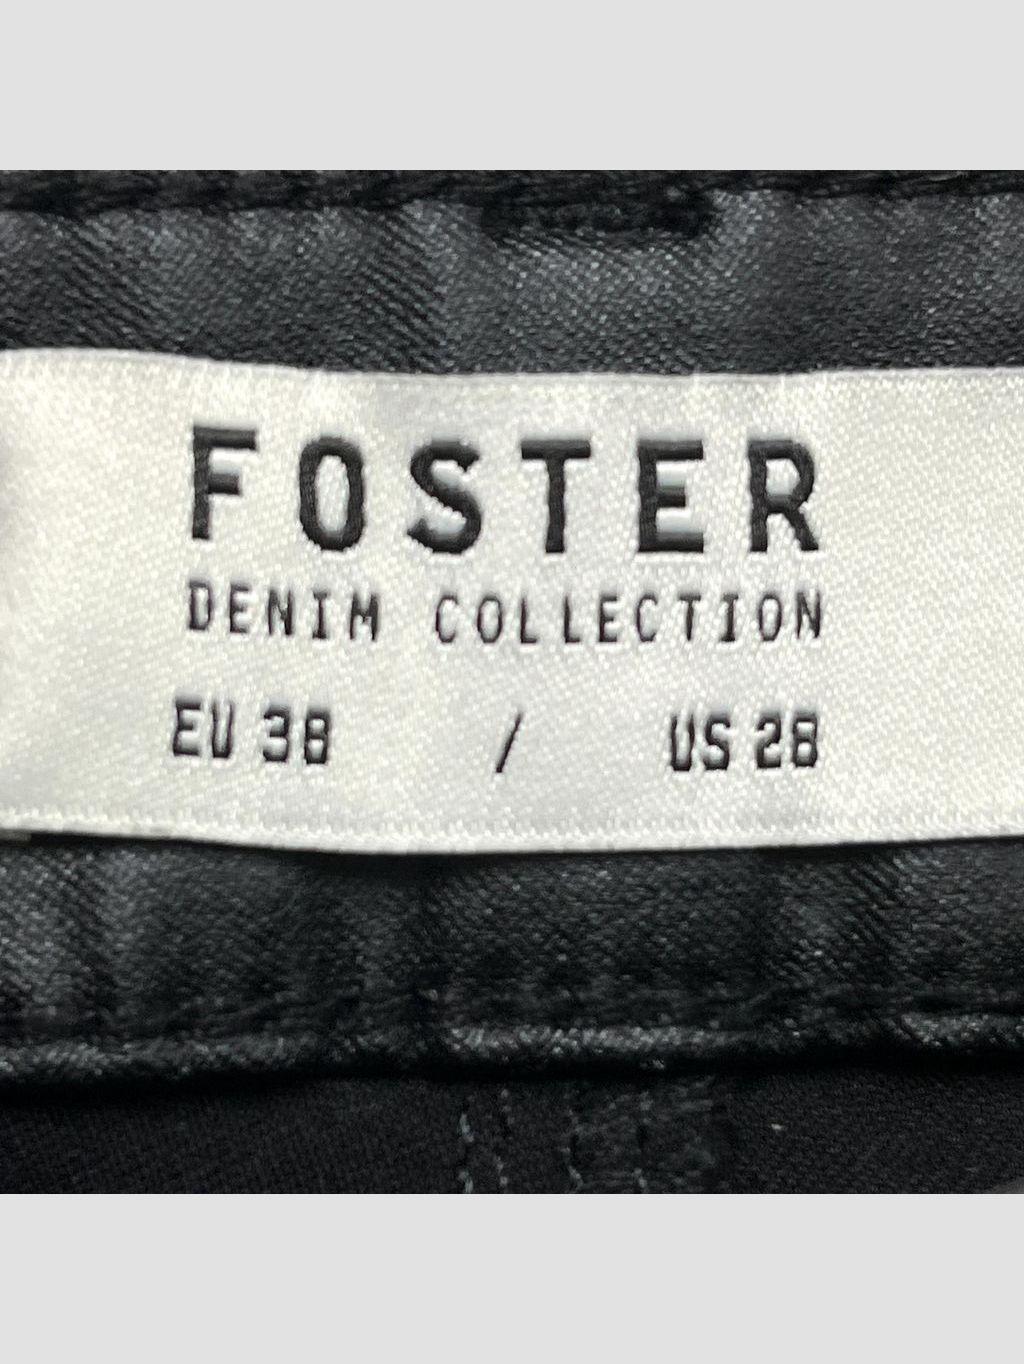 FOSTER
DENIM COLLECTION
EU 38 / US 28